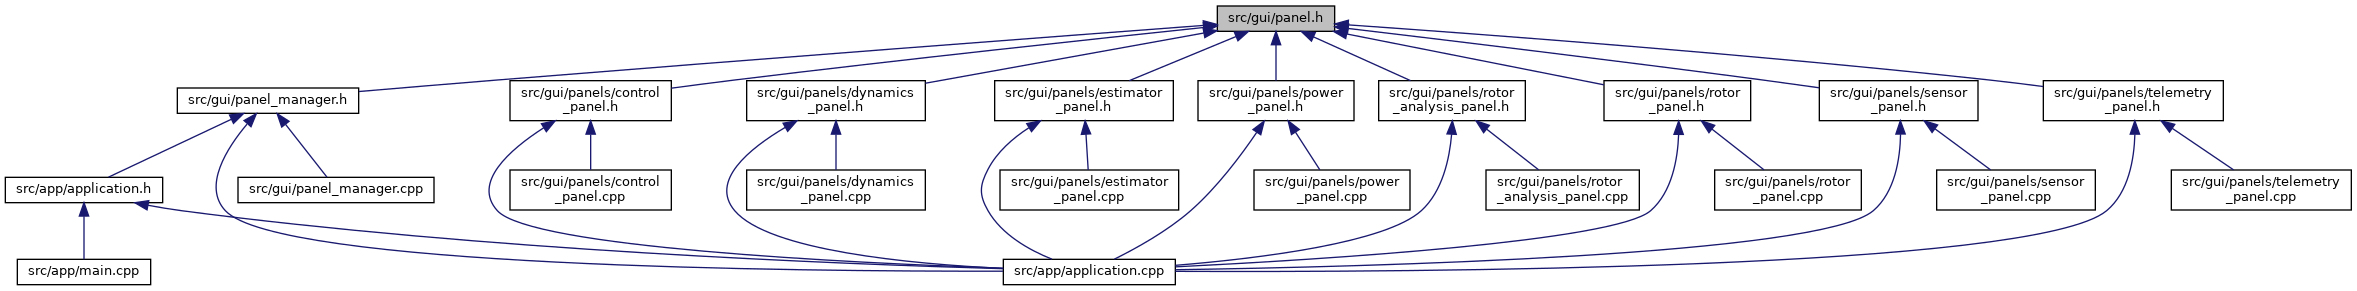 src/gui/panel.h
src/gui/panel_manager.h
src/gui/panels/control
_panel.h
src/gui/panels/dynamics
_panel.h
src/gui/panels/estimator
_panel.h
src/gui/panels/power
_panel.h
src/gui/panels/rotor
_analysis_panel.h
src/gui/panels/rotor
_panel.h
src/gui/panels/sensor
_panel.h
src/gui/panels/telemetry
_panel.h
src/app/application.h
src/gui/panel_manager.cpp
src/gui/panels/control
_panel.cpp
src/gui/panels/dynamics
_panel.cpp
src/gui/panels/estimator
_panel.cpp
src/gui/panels/power
_panel.cpp
src/gui/panels/rotor
_analysis_panel.cpp
src/gui/panels/rotor
_panel.cpp
src/gui/panels/sensor
_panel.cpp
src/gui/panels/telemetry
_panel.cpp
src/app/main.cpp
src/app/application.cpp